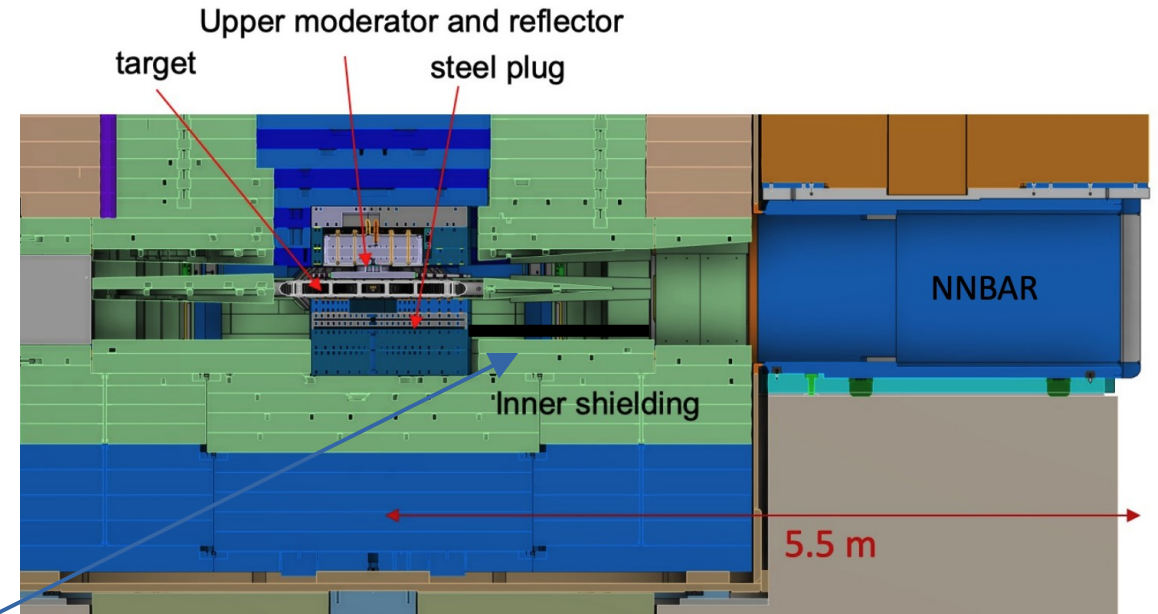 Upper moderator and reflector
target
steel plug
NNBAR
Inner shielding
5.5 m